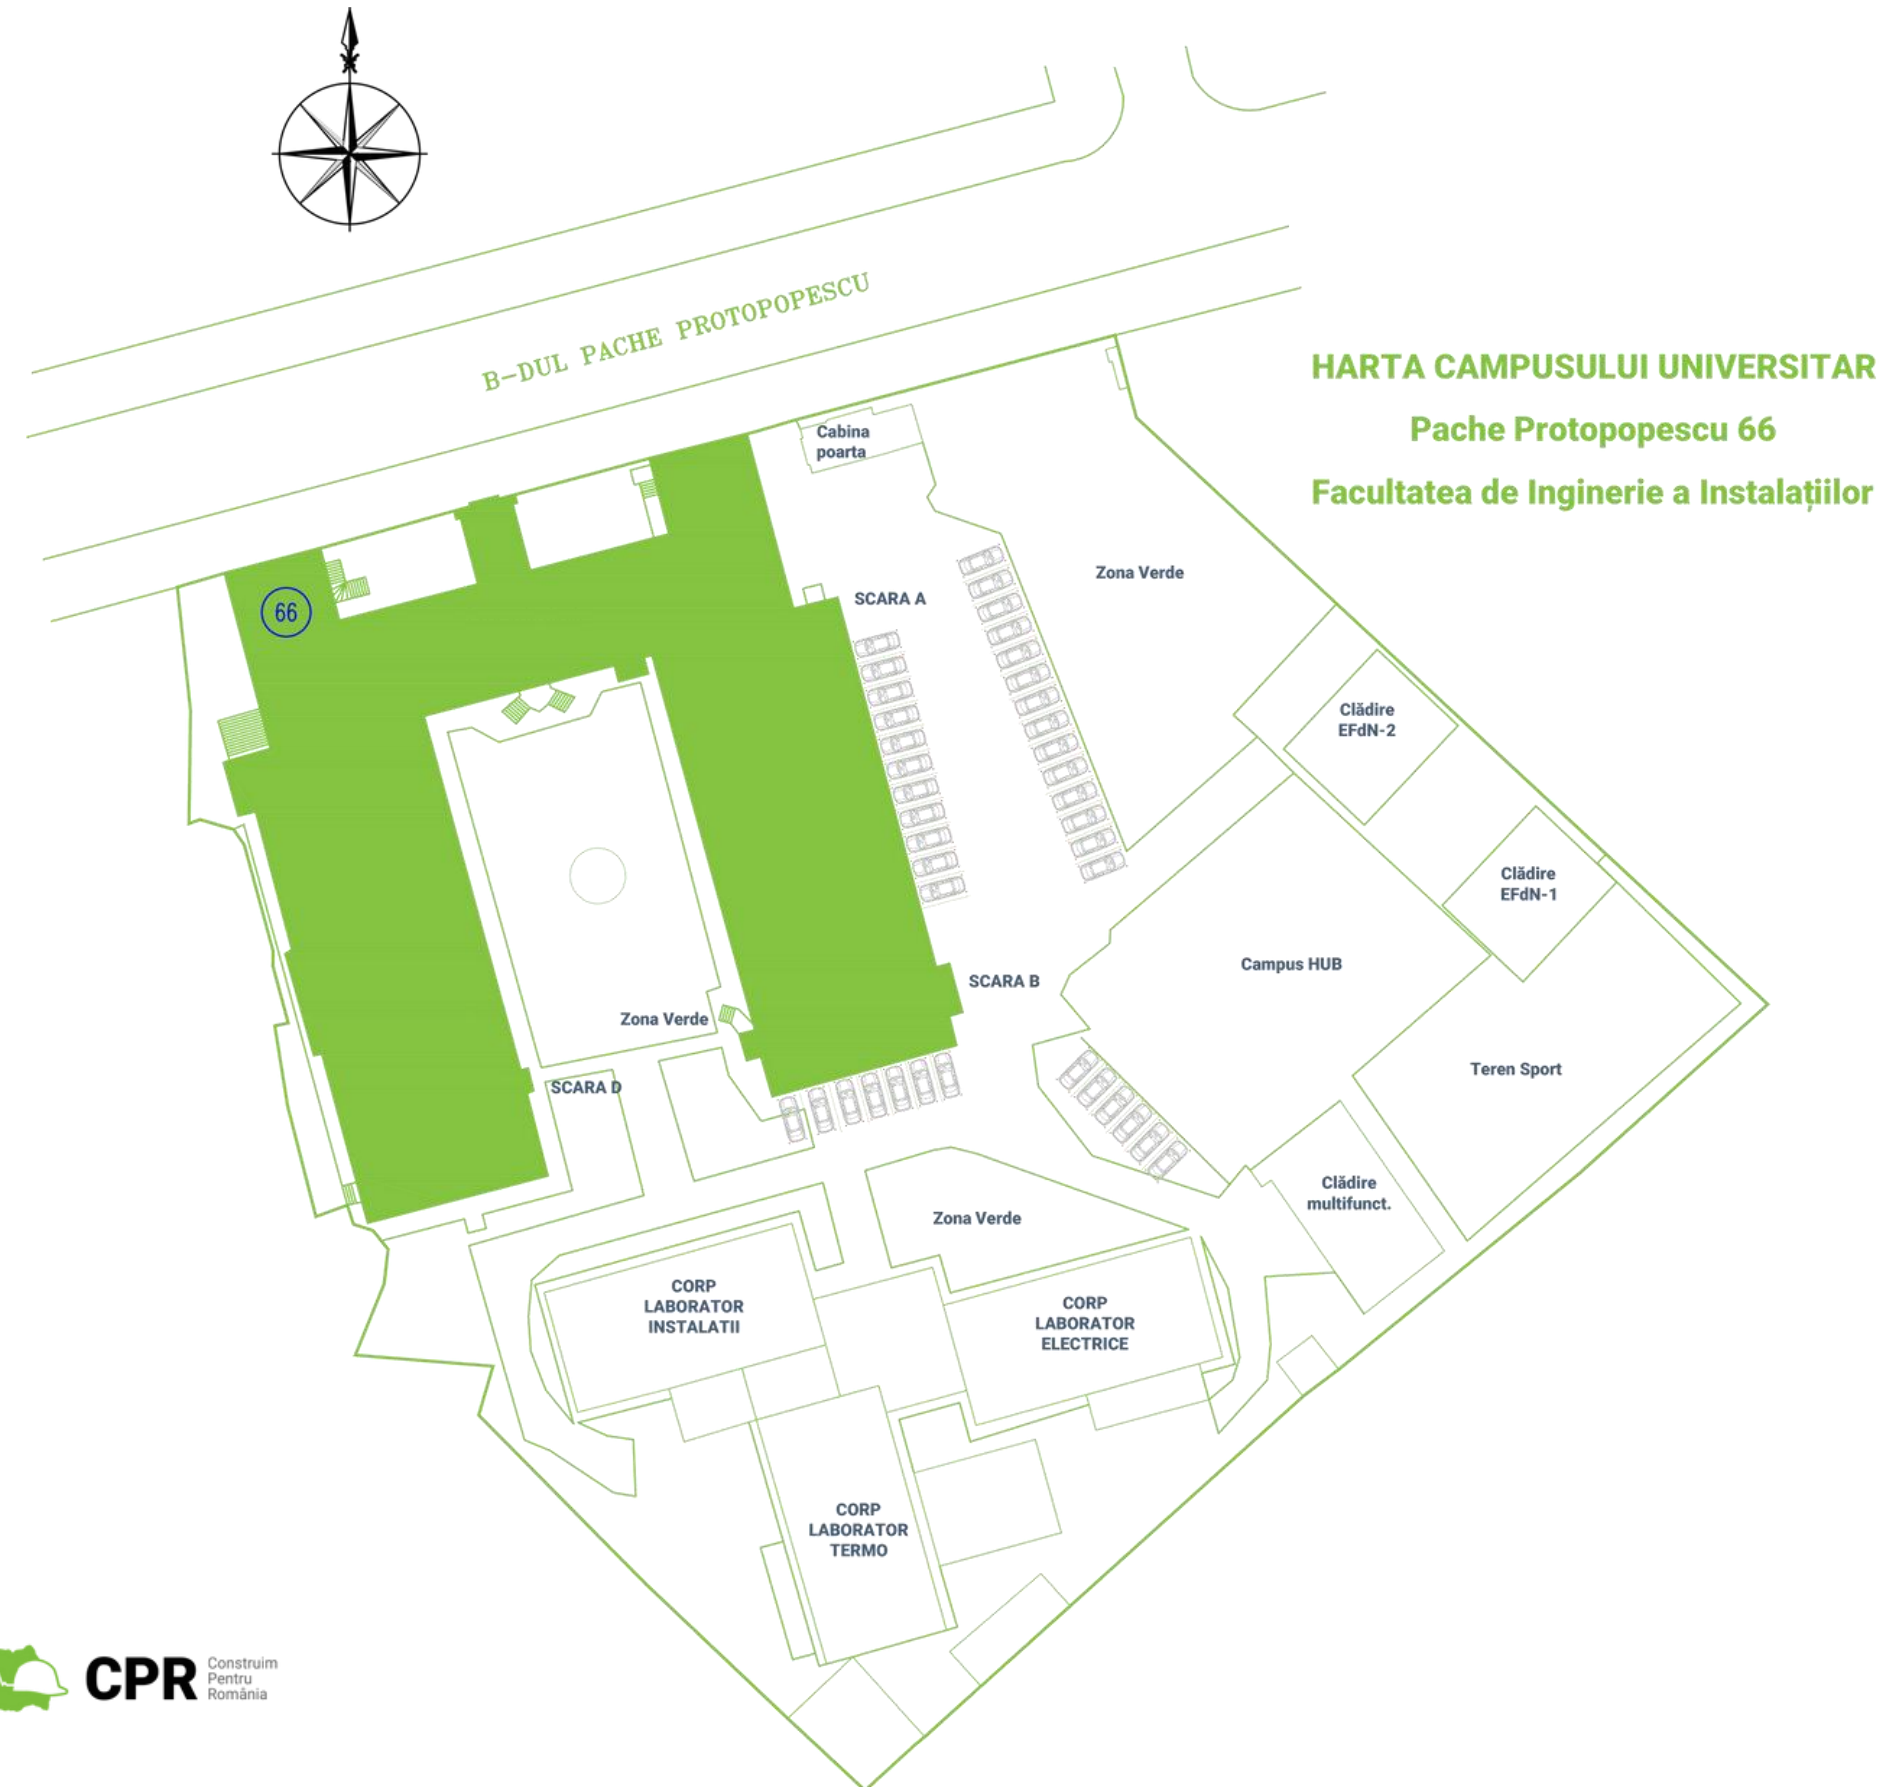 B-DUL PACHE PROTOPOPESCU
HARTA CAMPUSULUI UNIVERSITAR
Pache Protopopescu 66
Facultatea de Inginerie a Instalațiilor
Cabina
poarta
Zona Verde
SCARA A
66
Clădire
EFdN-2
Clădire
EFdN-1
Campus HUB
SCARA B
Zona Verde
Teren Sport
SCARA D
Clădire
multifunct.
Zona Verde
CORP
LABORATOR
INSTALATII
CORP
LABORATOR
ELECTRICE
CORP
LABORATOR
TERMO
CPR
Construim
Pentru
România